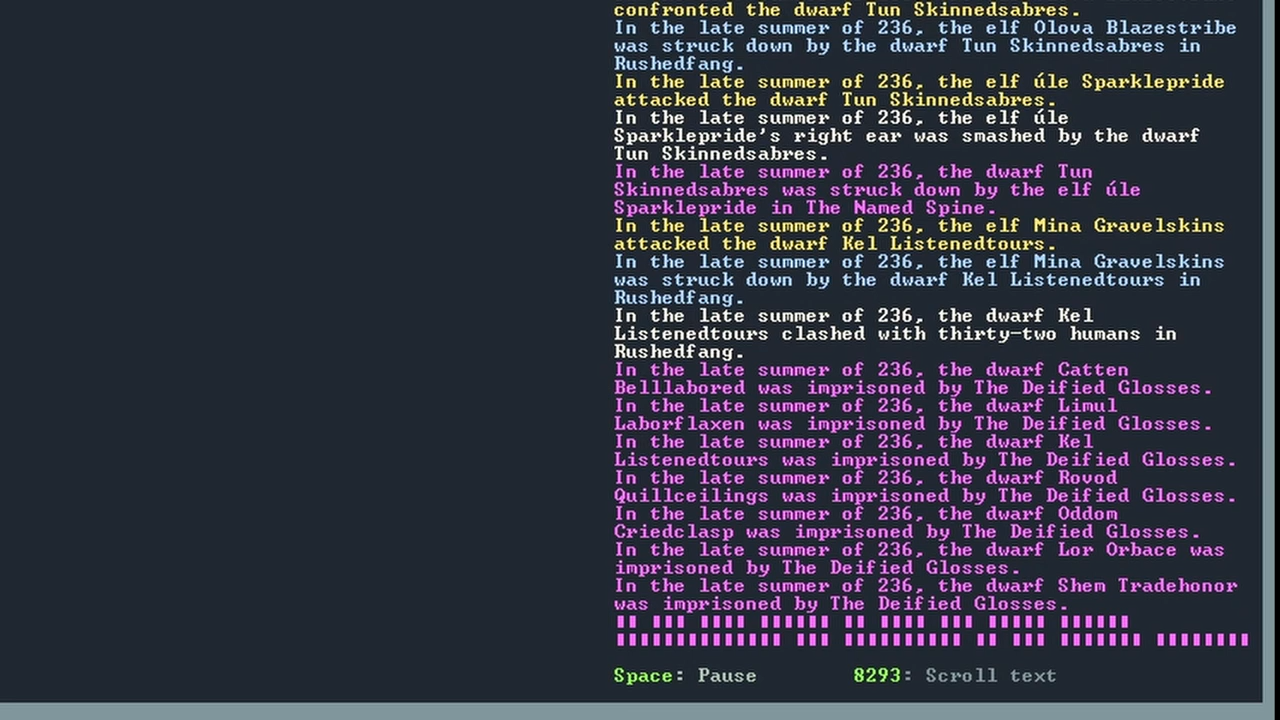 confronted the dwarf Tun Skinnedsabres.
In the late summer of 236, the elf Olova Blazestribe
was struck down by the dwarf Tun Skinnedsabres in
Rushedfang.
In the late summer of 236, the elf úle Sparklepride
attacked the dwarf Tun Skinnedsabres.
In the late summer of 236, the elf úle
Sparklepride's right ear was smashed by the dwarf
Tun Skinnedsabres.
In the late summer of 236, the dwarf Tun
Skinnedsabres was struck down by the elf úle
Sparklepride in The Named Spine.
In the late summer of 236, the elf Mina Gravelskins
attacked the dwarf Kel Listenedtours.
In the late summer of 236, the elf Mina Gravelskins
was struck down by the dwarf Kel Listenedtours in
Rushedfang.
In the late summer of 236, the dwarf Kel
Listenedtours clashed with thirty-two humans in
Rushedfang.
In the late summer of 236, the dwarf Catten
Belllabored was imprisoned by The Deified Glosses.
In the late summer of 236, the dwarf Limul
Laborflaxen was imprisoned by The Deified Glosses.
In the late summer of 236, the dwarf Kel
Listenedtours was imprisoned by The Deified Glosses.
In the late summer of 236, the dwarf Rovod
Quillceilings was imprisoned by The Deified Glosses.
In the late summer of 236, the dwarf Oddom
Criedclasp was imprisoned by The Deified Glosses.
In the late summer of 236, the dwarf Lor Orbace was
imprisoned by The Deified Glosses.
In the late summer of 236, the dwarf Shem Tradehonor
was imprisoned by The Deified Glosses.
Space: Pause 8293: Scroll text